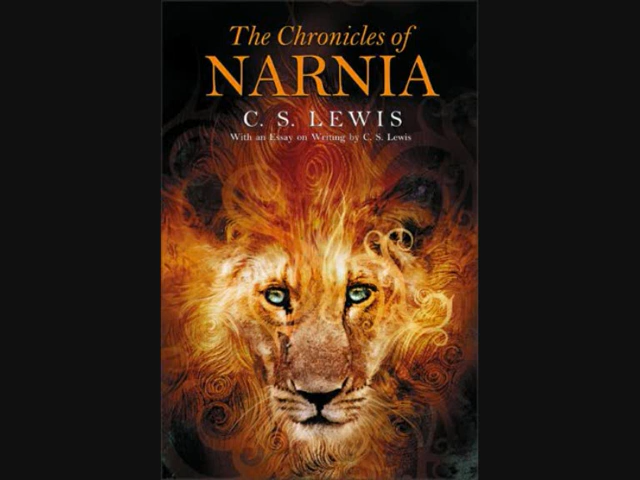 The Chronicles of
NARNIA
C. S. LEWIS
With an Essay on Writing by C. S. Lewis